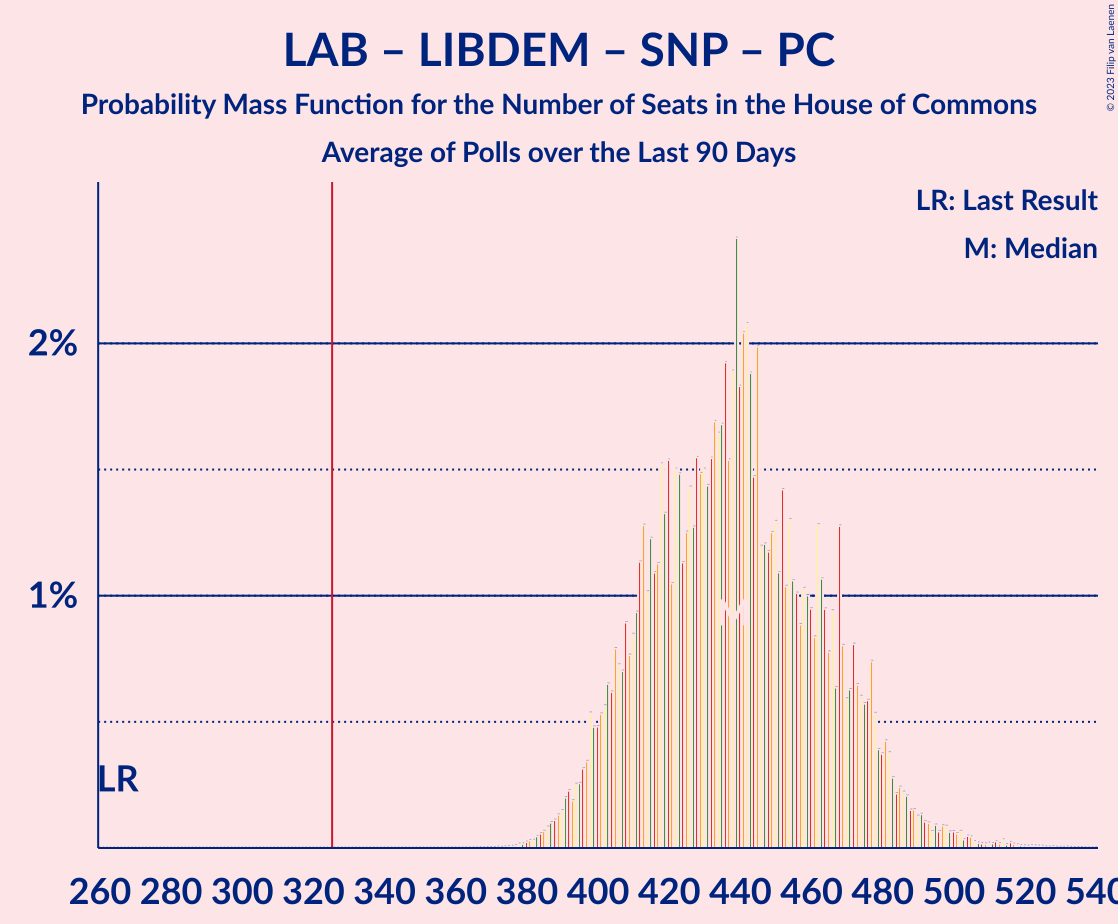 LAB – LIBDEM – SNP – PC
Probability Mass Function for the Number of Seats in the House of Commons
Average of Polls over the Last 90 Days
© 2023 Filip van Laenen
LR: Last Result
M: Median
2%
1%
M
LR
260 280 300 320 340 360 380 400 420 440 460 480 500 520 540